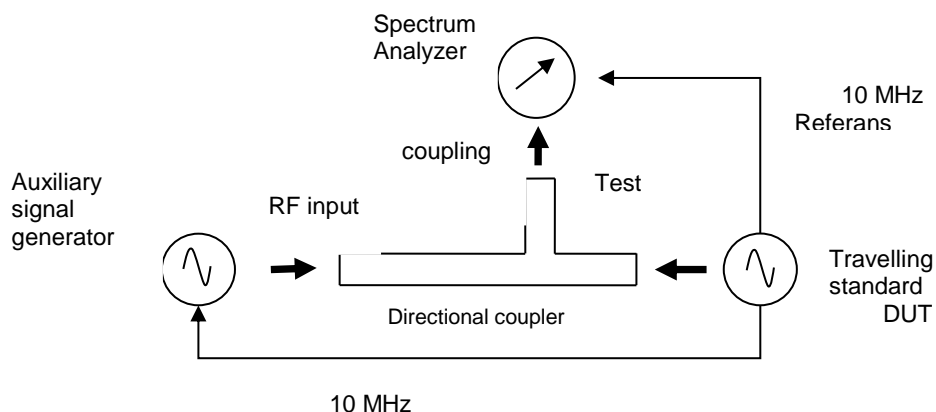 Spectrum
Analyzer
10 MHz
Referans
coupling
Auxiliary
signal
generator
Test
RF input
Travelling
standard
DUT
Directional coupler
10 MHz